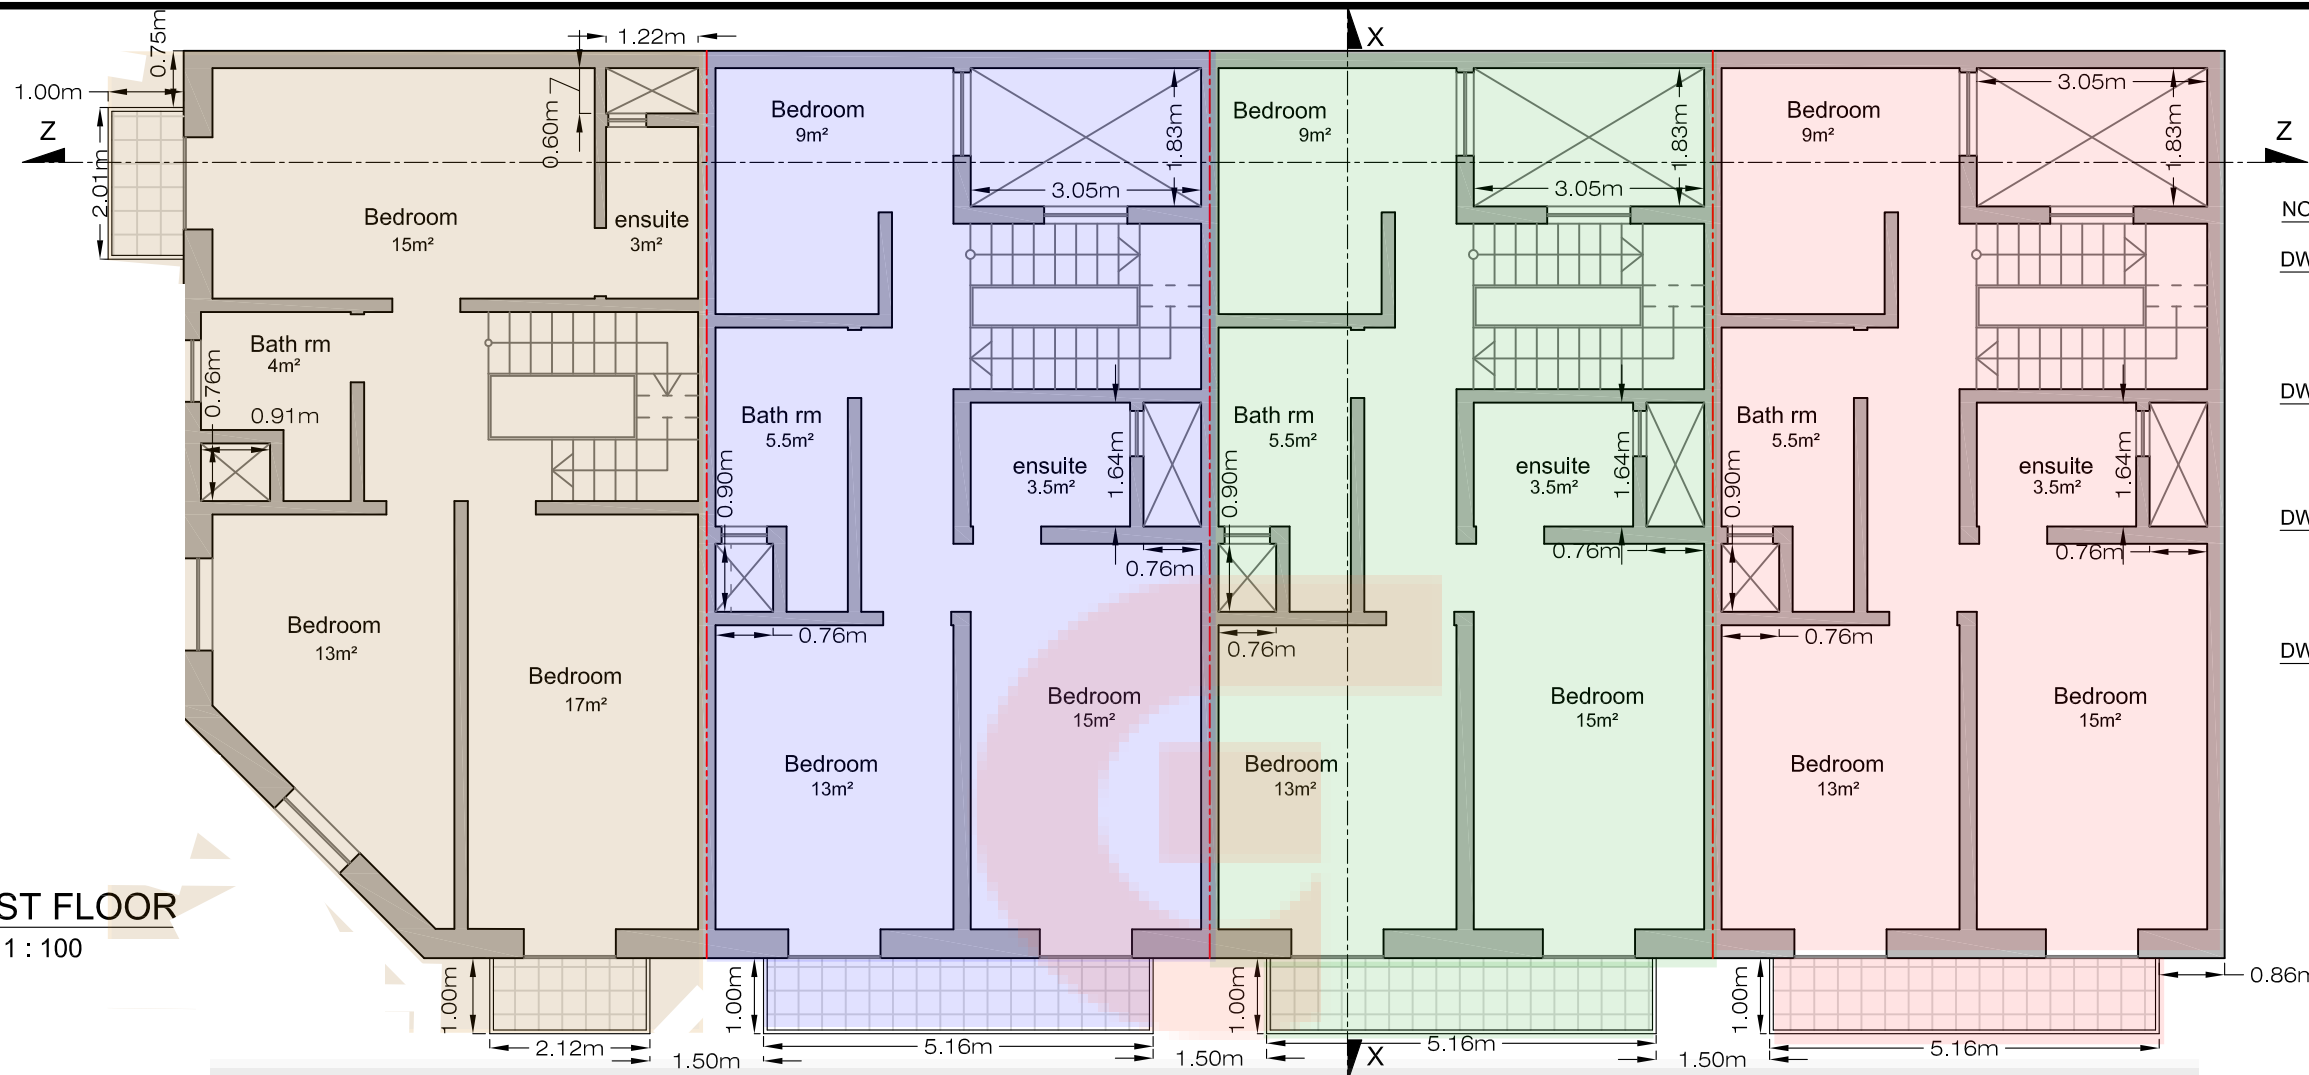 X
0.75m
1.22m
1.00m
Z
2.01m
0.60m
Bedroom
15m²
ensuite
3m²
Bath rm
4m²
0.76m
0.91m
Bedroom
13m²
Bedroom
17m²
1.00m
2.12m
Bedroom
9m²
1.83m
3.05m
Bath rm
5.5m²
0.90m
ensuite
3.5m²
1.64m
0.76m
0.76m
Bedroom
13m²
Bedroom
15m²
1.00m
5.16m
1.50m
Bedroom
9m²
1.83m
3.05m
Bath rm
5.5m²
0.90m
ensuite
3.5m²
1.64m
0.76m
0.76m
Bedroom
13m²
Bedroom
15m²
1.00m
5.16m
1.50m
X
Bedroom
9m²
3.05m
1.83m
Bath rm
5.5m²
0.90m
ensuite
3.5m²
1.64m
0.76m
0.76m
Bedroom
13m²
Bedroom
15m²
1.00m
5.16m
1.50m
0.86m
Z
ST FLOOR
1 : 100